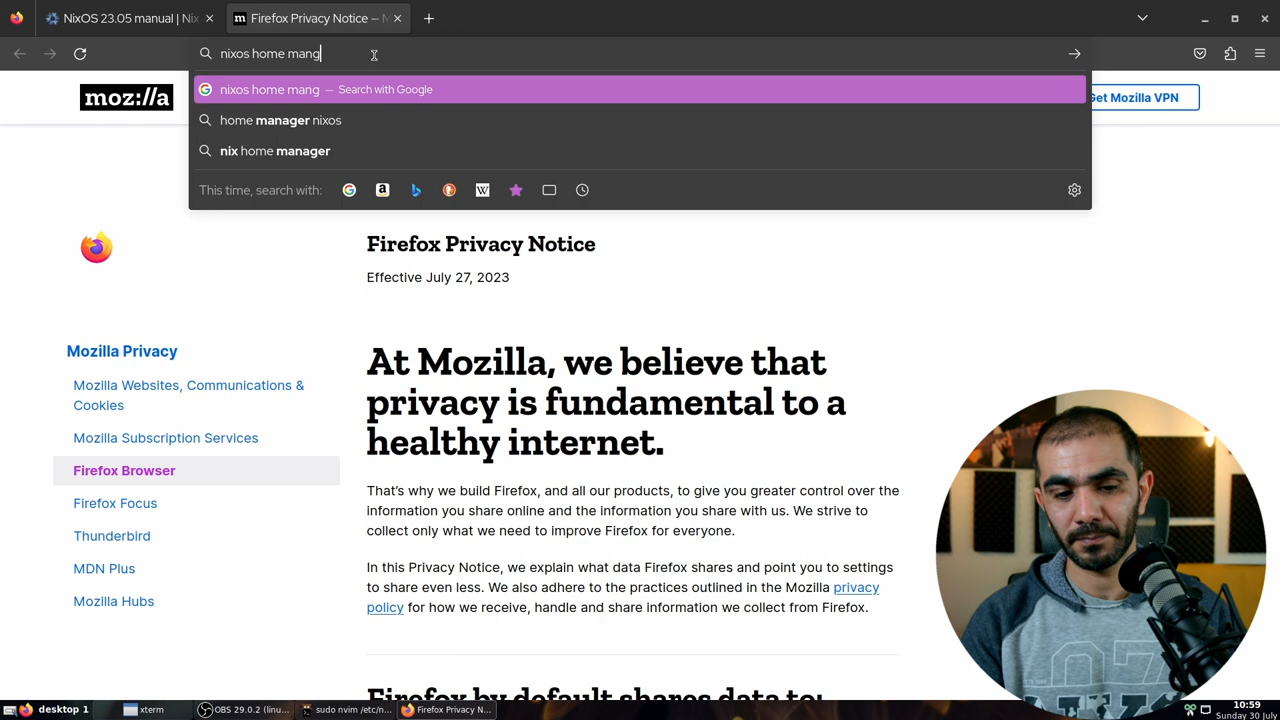 NixOS 23.05 manual | Nix
Firefox Privacy Notice — M
nixos home mang
nixos home mang — Search with Google
home manager nixos
nix home manager
This time, search with:
moz://a
Get Mozilla VPN
Firefox Privacy Notice
Effective July 27, 2023
Mozilla Privacy
Mozilla Websites, Communications &
Cookies
Mozilla Subscription Services
Firefox Browser
Firefox Focus
Thunderbird
MDN Plus
Mozilla Hubs
At Mozilla, we believe that
privacy is fundamental to a
healthy internet.
That's why we build Firefox, and all our products, to give you greater control over the
information you share online and the information you share with us. We strive to
collect only what we need to improve Firefox for everyone.
In this Privacy Notice, we explain what data Firefox shares and point you to settings
to share even less. We also adhere to the practices outlined in the Mozilla privacy
policy for how we receive, handle and share information we collect from Firefox.
Firefox by default shares data to:
desktop 1
xterm
OBS 29.0.2 (linu...
sudo nvim /etc/n...
Firefox Privacy N...
10:59
Sunday 30 July